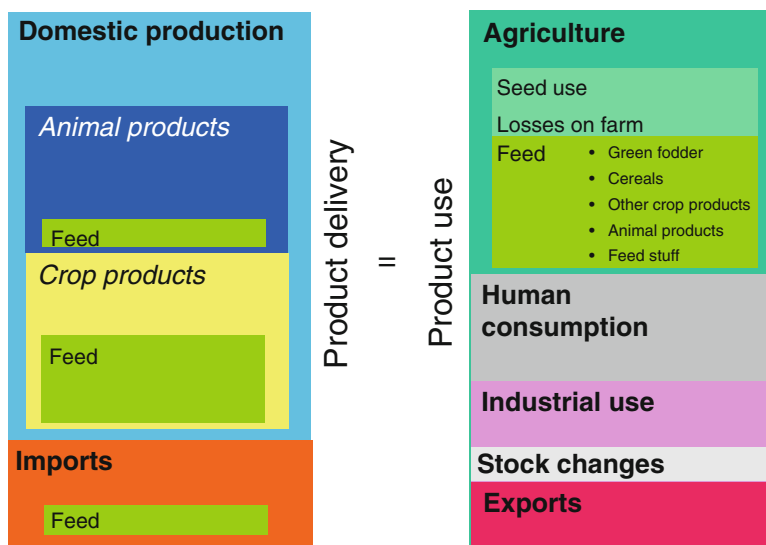 Domestic production
Animal products
Feed
Crop products
Feed
Imports
Feed
Product delivery
=
Product use
Agriculture
Seed use
Losses on farm
Feed
• Green fodder
• Cereals
• Other crop products
• Animal products
• Feed stuff
Human
consumption
Industrial use
Stock changes
Exports